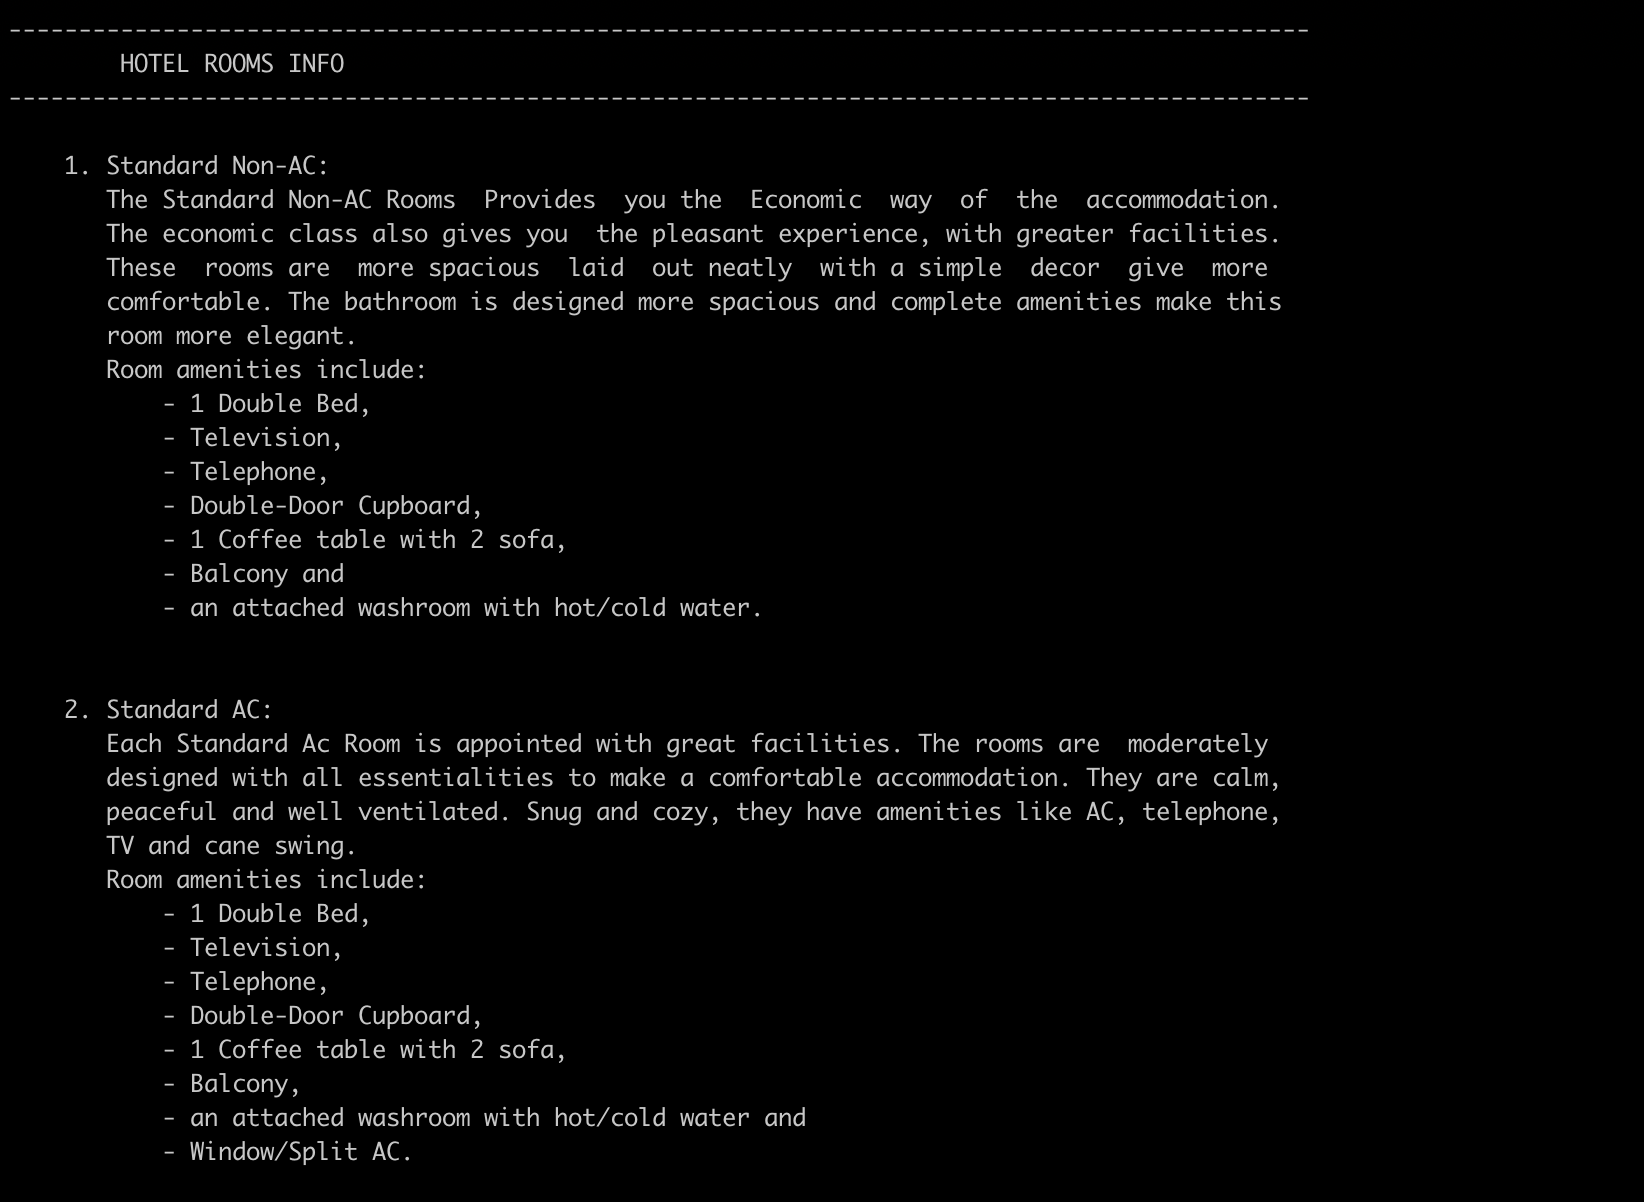 ---------------------------------------------------------------------------------------------
HOTEL ROOMS INFO
---------------------------------------------------------------------------------------------
1. Standard Non-AC:
The Standard Non-AC Rooms  Provides  you the  Economic  way  of  the  accommodation.
The economic class also gives you  the pleasant experience, with greater facilities.
These  rooms are  more spacious  laid  out neatly  with a simple  decor  give  more
comfortable. The bathroom is designed more spacious and complete amenities make this
room more elegant.
Room amenities include:
- 1 Double Bed,
- Television,
- Telephone,
- Double-Door Cupboard,
- 1 Coffee table with 2 sofa,
- Balcony and
- an attached washroom with hot/cold water.
2. Standard AC:
Each Standard Ac Room is appointed with great facilities. The rooms are  moderately
designed with all essentialities to make a comfortable accommodation. They are calm,
peaceful and well ventilated. Snug and cozy, they have amenities like AC, telephone,
TV and cane swing.
Room amenities include:
- 1 Double Bed,
- Television,
- Telephone,
- Double-Door Cupboard,
- 1 Coffee table with 2 sofa,
- Balcony,
- an attached washroom with hot/cold water and
- Window/Split AC.